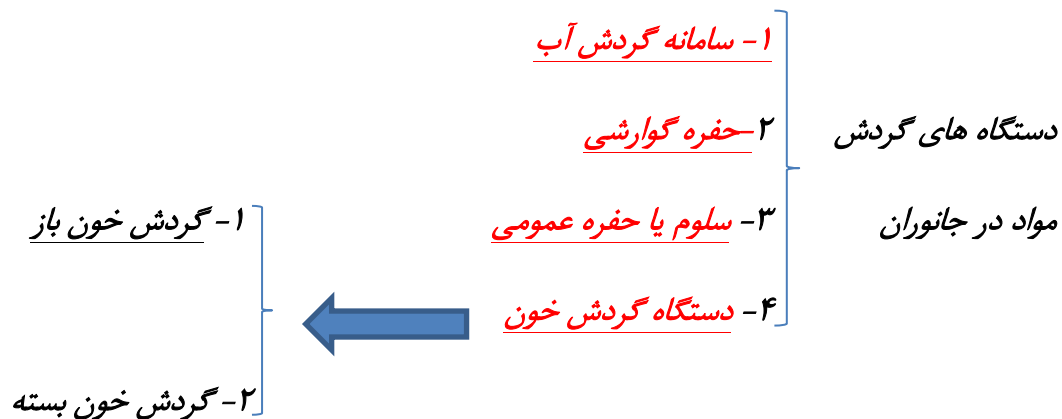 دستگاه های گردش
مواد در جانوران
۱- سامانه گردش آب
۲-حفره گوارشی
۳- سلوم یا حفره عمومی
۴- دستگاه گردش خون
۱- گردش خون باز
۲- گردش خون بسته